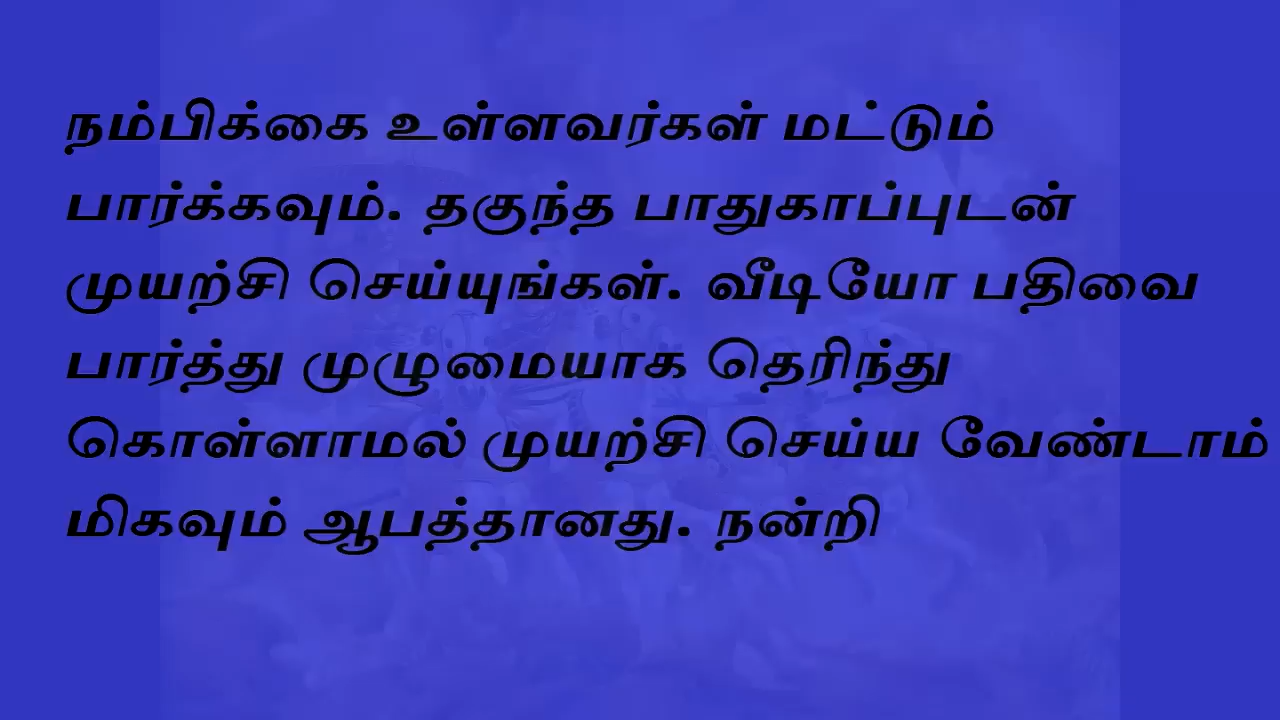 நம்பிக்கை உள்ளவர்கள் மட்டும்
பார்க்கவும். தகுந்த பாதுகாப்புடன்
முயற்சி செய்யுங்கள். வீடியோ பதிவை
பார்த்து முழுமையாக தெரிந்து
கொள்ளாமல் முயற்சி செய்ய வேண்டாம்
மிகவும் ஆபத்தானது. நன்றி